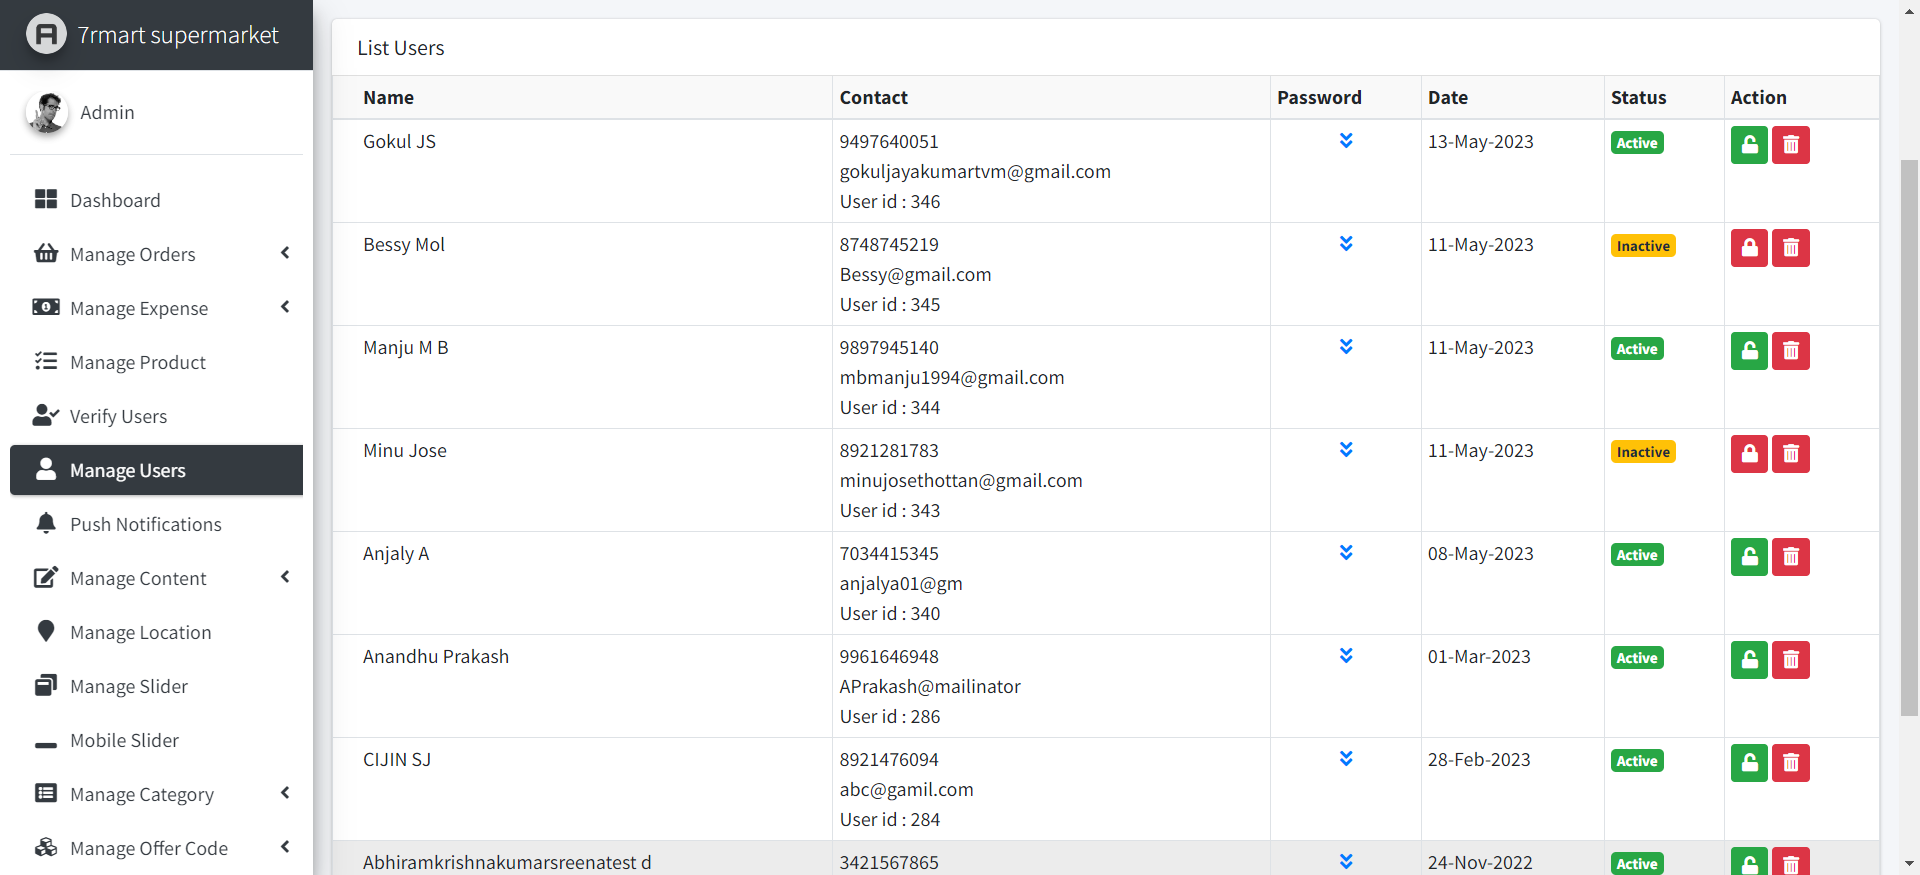 7rmart supermarket
Admin
Dashboard
Manage Orders
Manage Expense
Manage Product
Verify Users
Manage Users
Push Notifications
Manage Content
Manage Location
Manage Slider
Mobile Slider
Manage Category
Manage Offer Code
List Users
Name Contact Password Date Status Action
Gokul JS 9497640051 13-May-2023 Active
gokuljayakumartvm@gmail.com
User id : 346
Bessy Mol 8748745219 11-May-2023 Inactive
Bessy@gmail.com
User id : 345
Manju M B 9897945140 11-May-2023 Active
mbmanju1994@gmail.com
User id : 344
Minu Jose 8921281783 11-May-2023 Inactive
minujosethottan@gmail.com
User id : 343
Anjaly A 7034415345 08-May-2023 Active
anjalya01@gm
User id : 340
Anandhu Prakash 9961646948 01-Mar-2023 Active
APrakash@mailinator
User id : 286
CIJIN SJ 8921476094 28-Feb-2023 Active
abc@gamil.com
User id : 284
Abhiramkrishnakumarsreenatest d 3421567865 24-Nov-2022 Active